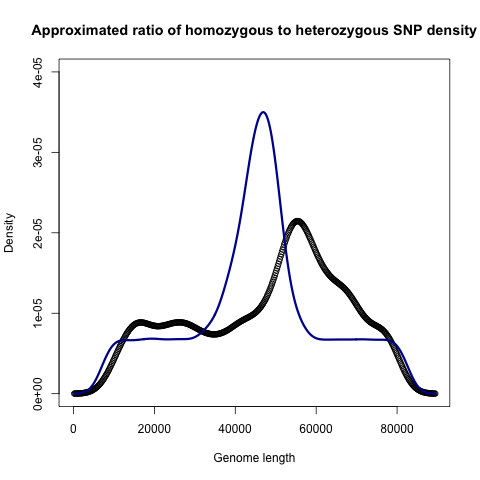 Approximated ratio of homozygous to heterozygous SNP density
4e-05
3e-05
2e-05
1e-05
0e+00
Density
0 20000 40000 60000 80000
Genome length